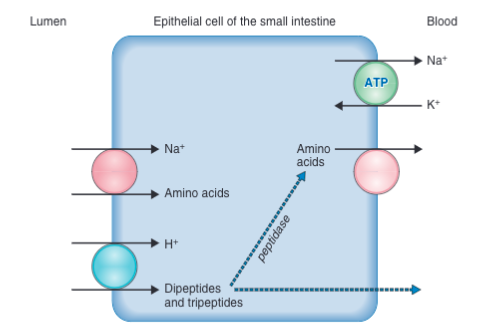 Lumen
Epithelial cell of the small intestine
Blood
Na⁺
ATP
K⁺
Na⁺
Amino
acids
Amino acids
peptidase
H⁺
Dipeptides
and tripeptides